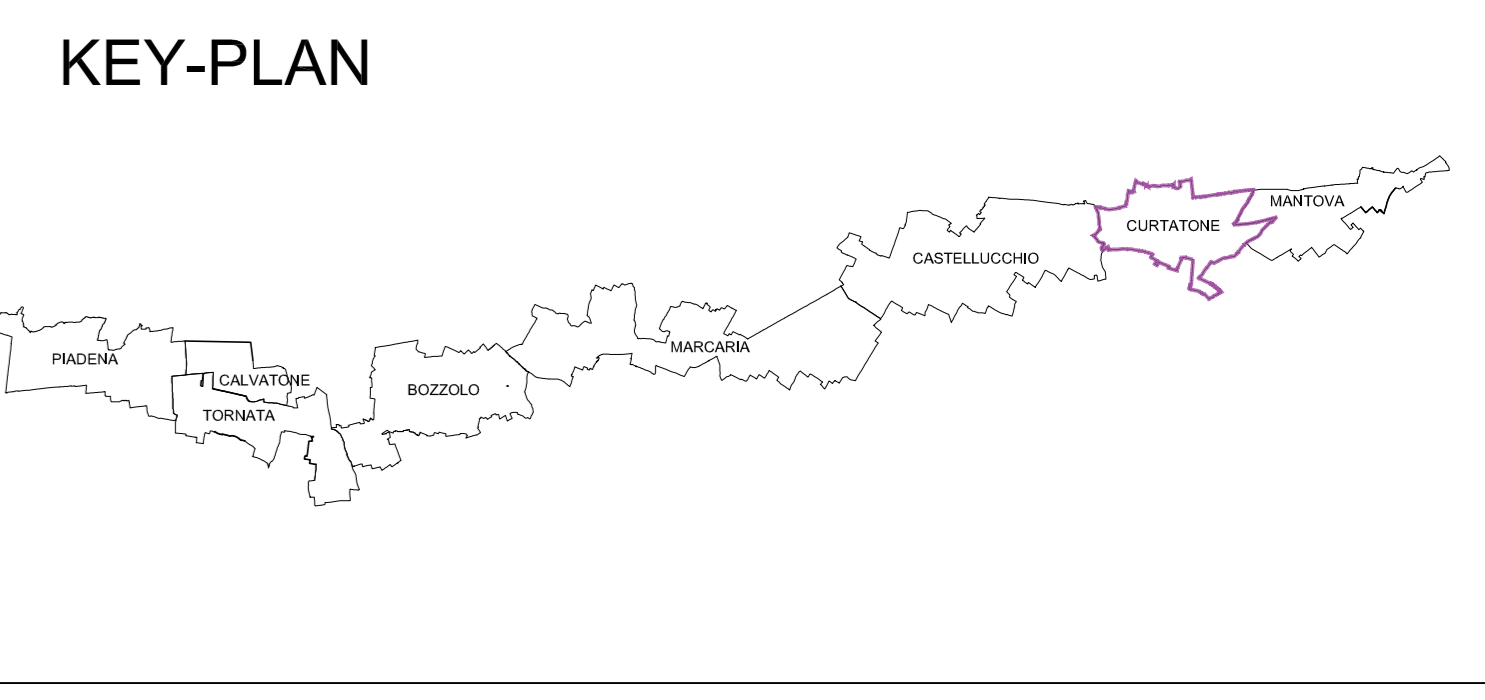 KEY-PLAN
MANTOVA
CURTATONE
CASTELLUCCHIO
MARCARIA
PIADENA
CALVATONE
BOZZOLO
TORNATA